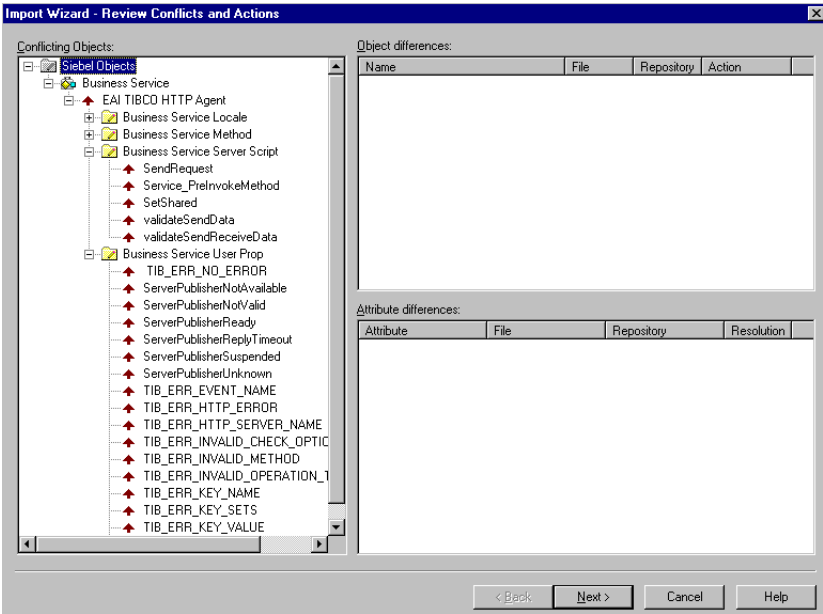 Import Wizard - Review Conflicts and Actions
Conflicting Objects:
Siebel Objects
Business Service
EAI TIBCO HTTP Agent
Business Service Locale
Business Service Method
Business Service Server Script
SendRequest
Service_PreInvokeMethod
SetShared
validateSendData
validateSendReceiveData
Business Service User Prop
TIB_ERR_NO_ERROR
ServerPublisherNotAvailable
ServerPublisherNotValid
ServerPublisherReady
ServerPublisherReplyTimeout
ServerPublisherSuspended
ServerPublisherUnknown
TIB_ERR_EVENT_NAME
TIB_ERR_HTTP_ERROR
TIB_ERR_HTTP_SERVER_NAME
TIB_ERR_INVALID_CHECK_OPTIO
TIB_ERR_INVALID_METHOD
TIB_ERR_INVALID_OPERATION_T
TIB_ERR_KEY_NAME
TIB_ERR_KEY_SETS
TIB_ERR_KEY_VALUE
Object differences:
Name File Repository Action
Attribute differences:
Attribute File Repository Resolution
< Back Next > Cancel Help